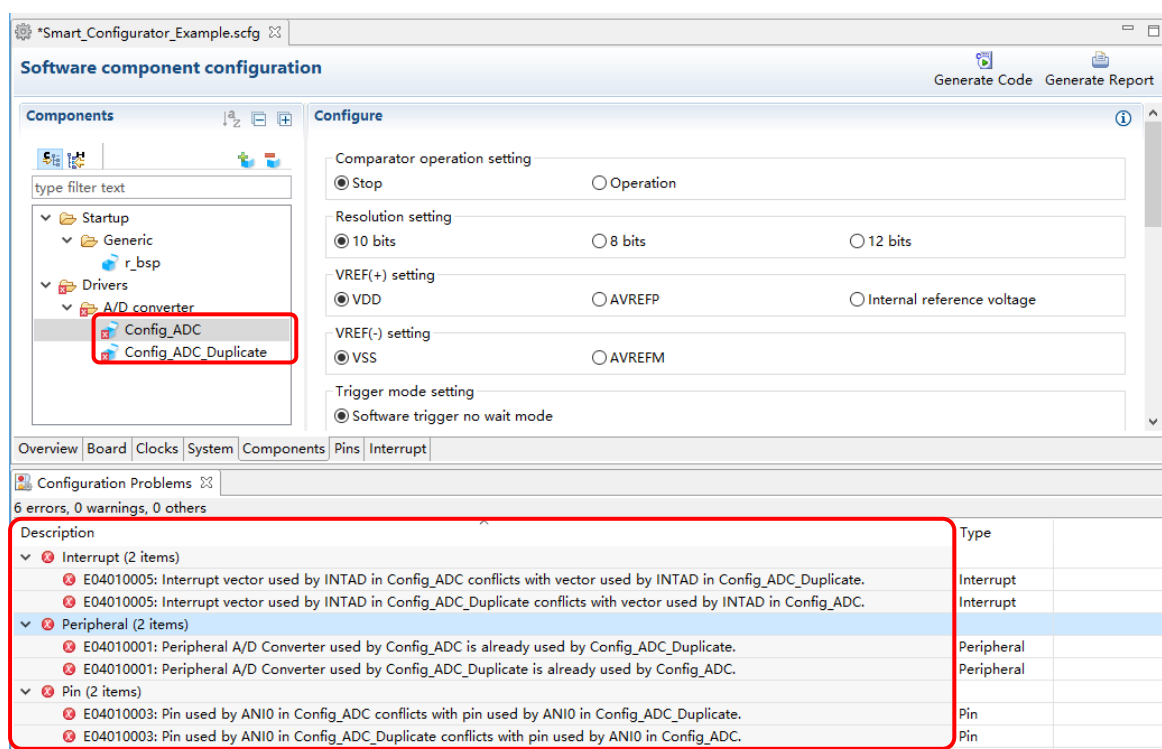 *Smart_Configurator_Example.scfg
Software component configuration
Generate Code Generate Report
Components
Configure
type filter text
Startup
Generic
r_bsp
Drivers
A/D converter
Config_ADC
Config_ADC_Duplicate
Comparator operation setting
Stop Operation
Resolution setting
10 bits 8 bits 12 bits
VREF(+) setting
VDD AVREFP Internal reference voltage
VREF(-) setting
VSS AVREFM
Trigger mode setting
Software trigger no wait mode
Overview Board Clocks System Components Pins Interrupt
Configuration Problems
6 errors, 0 warnings, 0 others
Description Type
Interrupt (2 items)
E04010005: Interrupt vector used by INTAD in Config_ADC conflicts with vector used by INTAD in Config_ADC_Duplicate. Interrupt
E04010005: Interrupt vector used by INTAD in Config_ADC_Duplicate conflicts with vector used by INTAD in Config_ADC. Interrupt
Peripheral (2 items)
E04010001: Peripheral A/D Converter used by Config_ADC is already used by Config_ADC_Duplicate. Peripheral
E04010001: Peripheral A/D Converter used by Config_ADC_Duplicate is already used by Config_ADC. Peripheral
Pin (2 items)
E04010003: Pin used by ANI0 in Config_ADC conflicts with pin used by ANI0 in Config_ADC_Duplicate. Pin
E04010003: Pin used by ANI0 in Config_ADC_Duplicate conflicts with pin used by ANI0 in Config_ADC. Pin